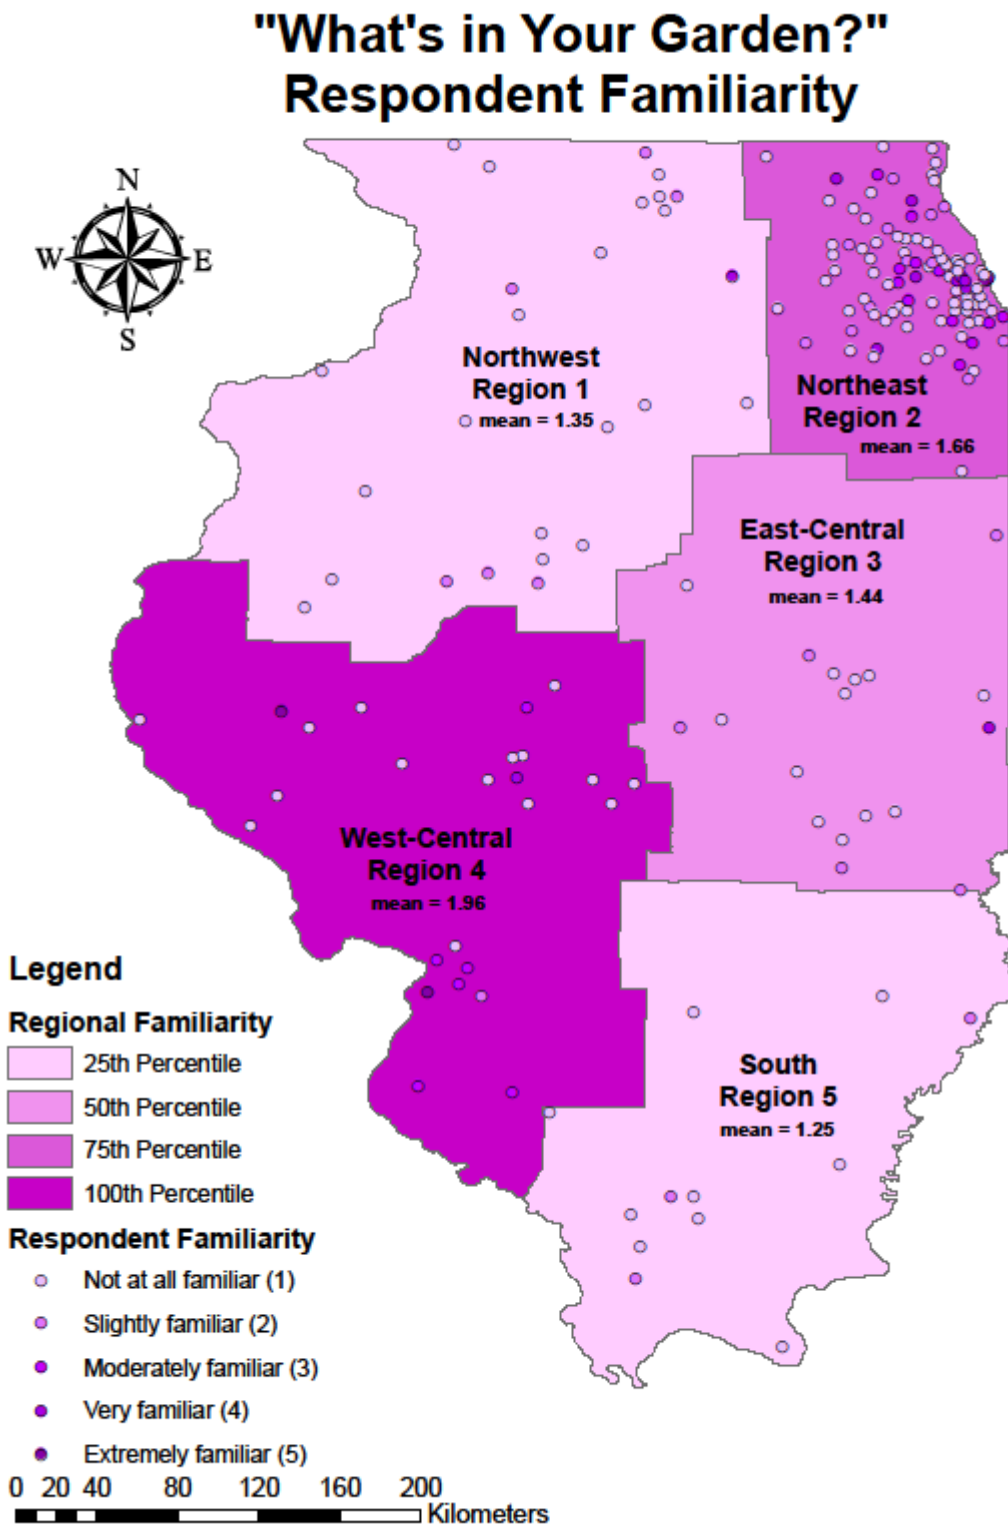 "What's in Your Garden?"
Respondent Familiarity
N
W
E
S
Northwest
Region 1
mean = 1.35
Northeast
Region 2
mean = 1.66
East-Central
Region 3
mean = 1.44
West-Central
Region 4
mean = 1.96
South
Region 5
mean = 1.25
Legend
Regional Familiarity
25th Percentile
50th Percentile
75th Percentile
100th Percentile
Respondent Familiarity
Not at all familiar (1)
Slightly familiar (2)
Moderately familiar (3)
Very familiar (4)
Extremely familiar (5)
0 20 40 80 120 160 200
Kilometers